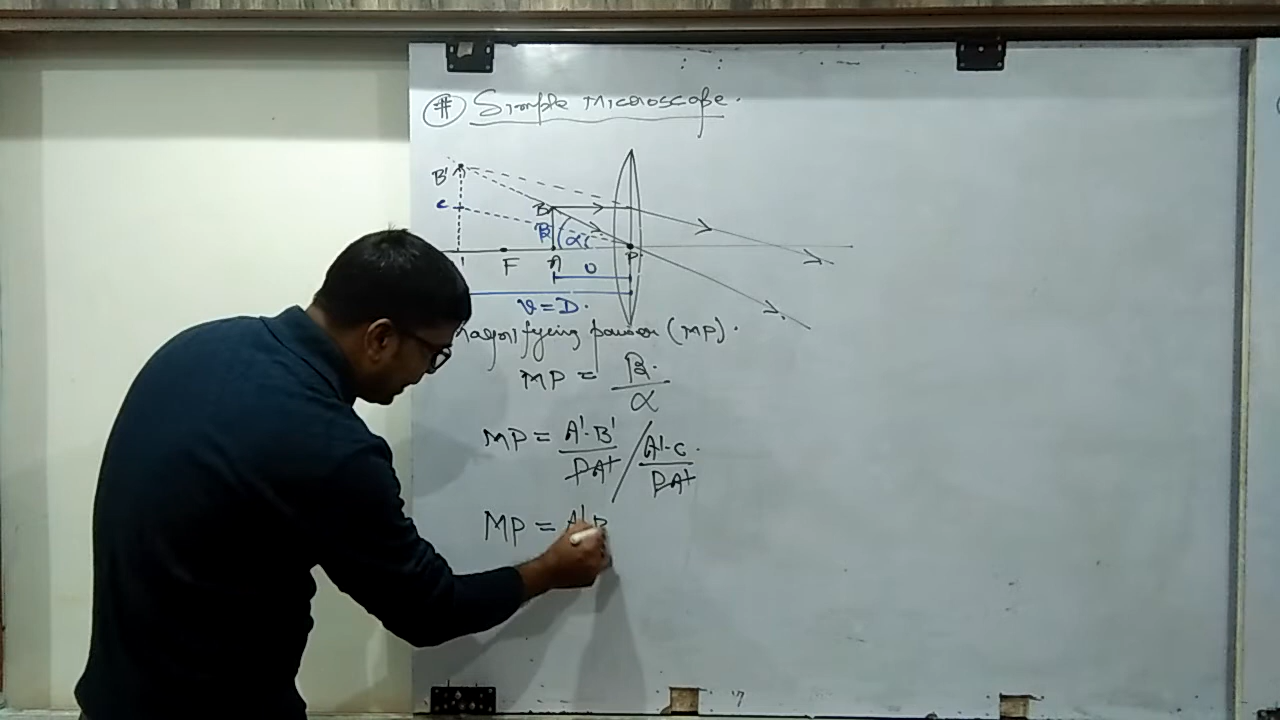 # Simple Microscope.
B'
c
B
β α
F A P
U
v = D.
Magnifying power (MP).
MP = β / α
MP = A'·B' / PA' / A'·C / PA'
MP = A'B